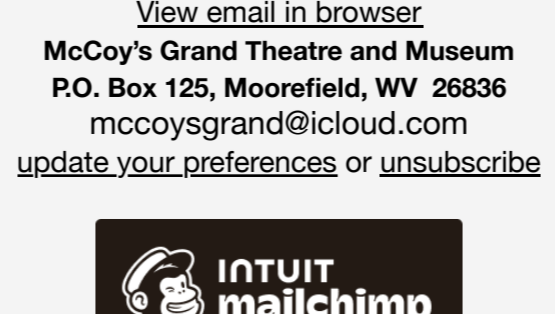 View email in browser
McCoy’s Grand Theatre and Museum
P.O. Box 125, Moorefield, WV  26836
mccoysgrand@icloud.com
update your preferences or unsubscribe
INTUIT
mailchimp